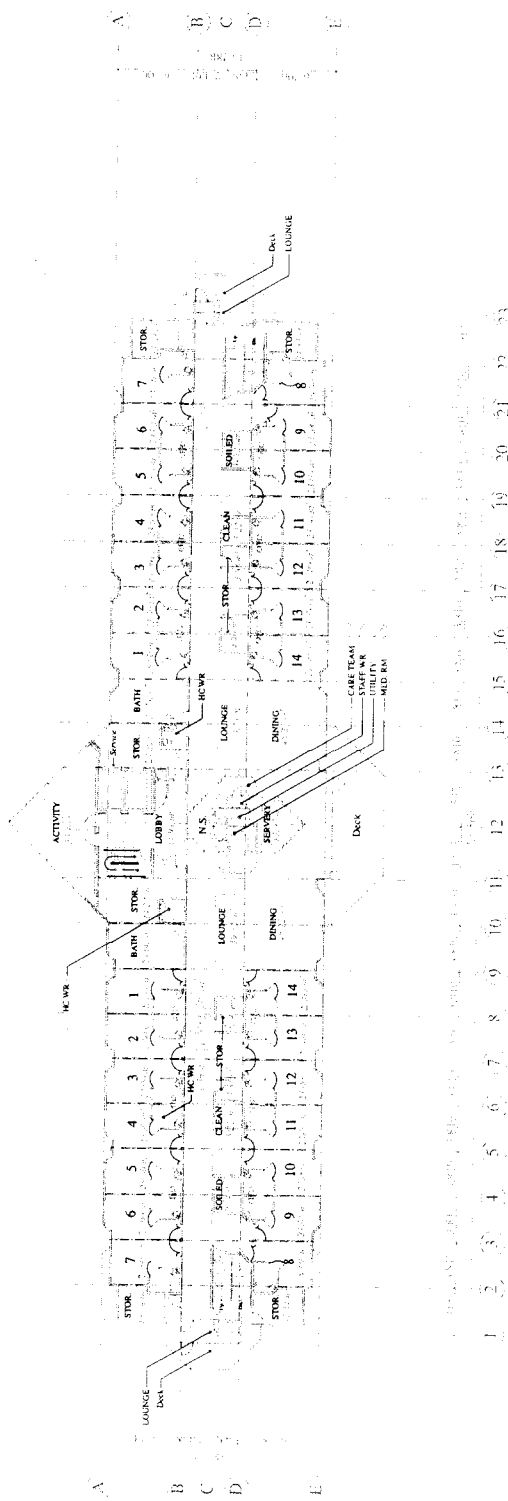 A
B
C
D
E
A
B
C
D
E
ACTIVITY
HC WR
Service
STOR.
7
6
5
4
3
2
1
BATH
STOR.
LOBBY
STOR.
BATH
1
2
3
4
5
6
7
STOR.
HC WR
HC WR
LOUNGE
Deck
SOILED
CLEAN
STOR
LOUNGE
N.S.
LOUNGE
STOR
CLEAN
SOILED
Deck
LOUNGE
STOR.
8
9
10
11
12
13
14
DINING
SERVERY
DINING
14
13
12
11
10
9
8
STOR.
Deck
CARE TEAM
STAFF WR
UTILITY
MED. RM
1 2 3 4 5 6 7 8 9 10 11 12 13 14 15 16 17 18 19 20 21 22 23